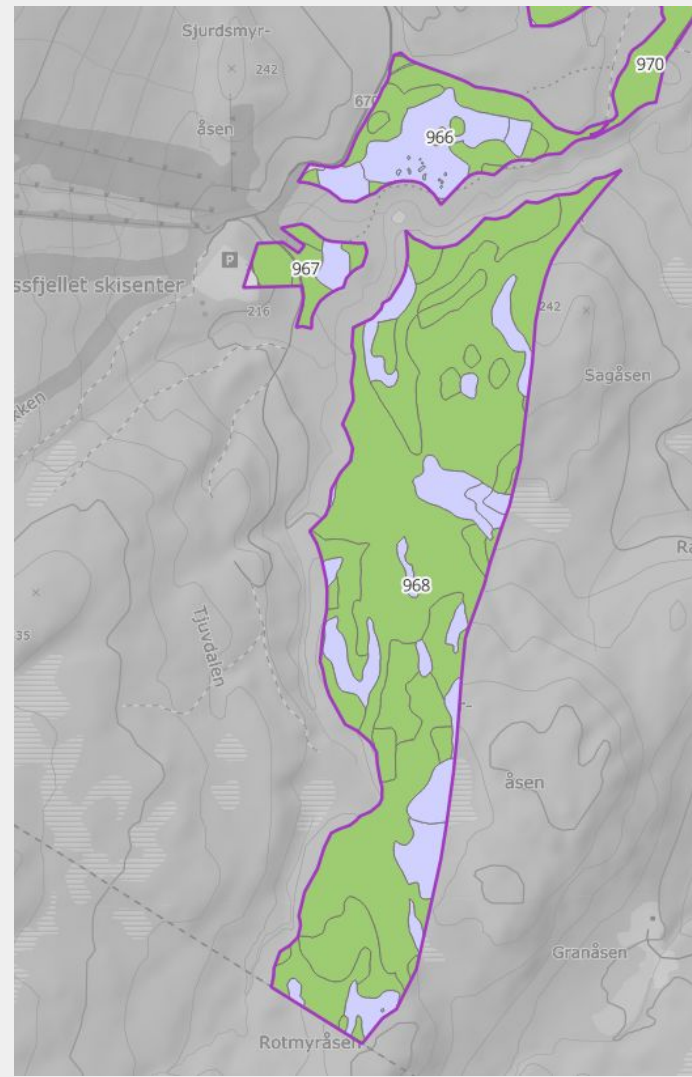 Sjurdsmyr-
242
åsen
670
966
970
P
967
ssfjellet skisenter
216
242
Sagåsen
kken
Ra
968
35
Tjuvdalen
åsen
Granåsen
Rotmyråsen